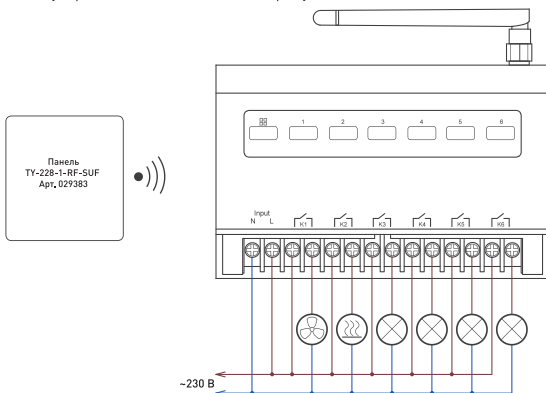 Панель
TY-228-1-RF-SUF
Арт. 029383
1 2 3 4 5 6
Input
N L K1 K2 K3 K4 K5 K6
~230 В